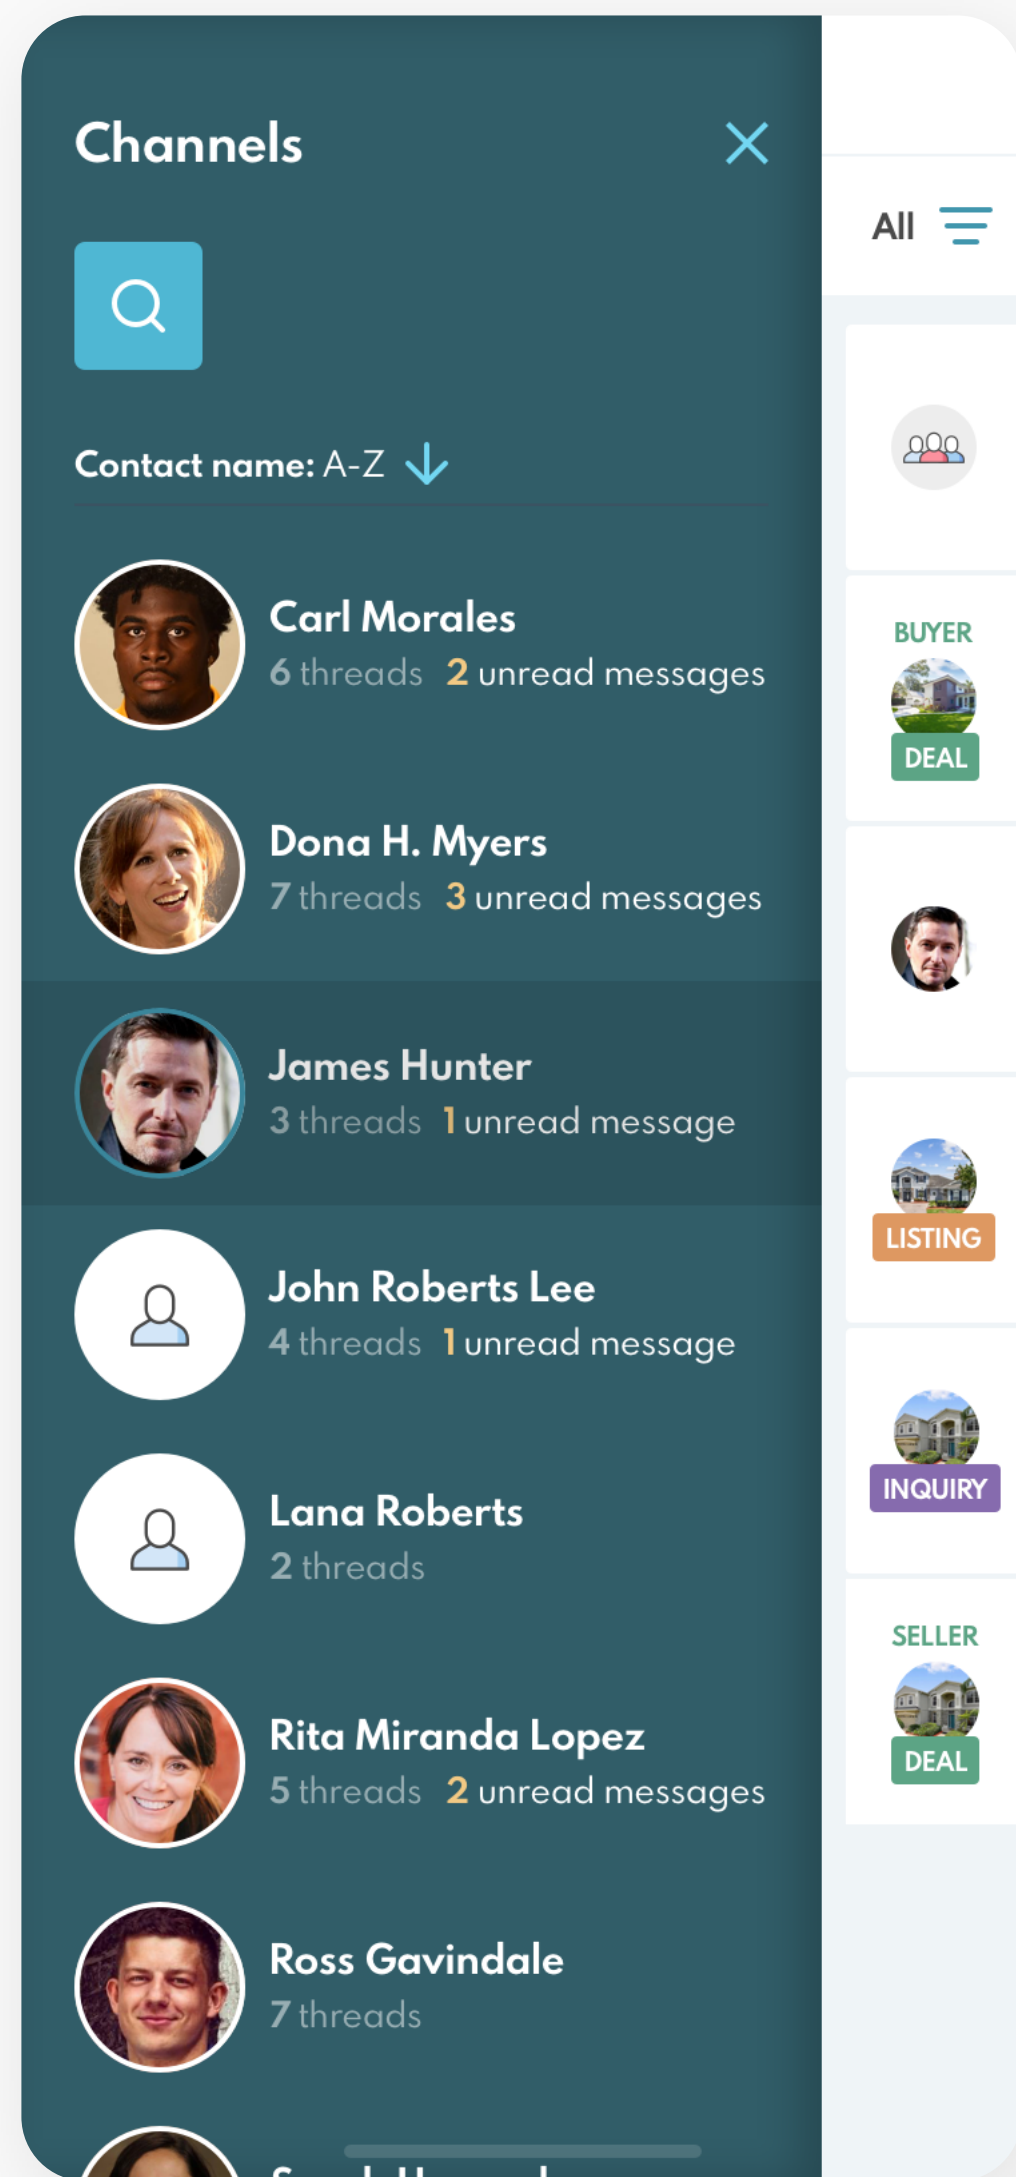 Channels
All
Contact name: A-Z
Carl Morales
6 threads 2 unread messages
BUYER
DEAL
Dona H. Myers
7 threads 3 unread messages
James Hunter
3 threads 1 unread message
LISTING
John Roberts Lee
4 threads 1 unread message
INQUIRY
Lana Roberts
2 threads
SELLER
DEAL
Rita Miranda Lopez
5 threads 2 unread messages
Ross Gavindale
7 threads